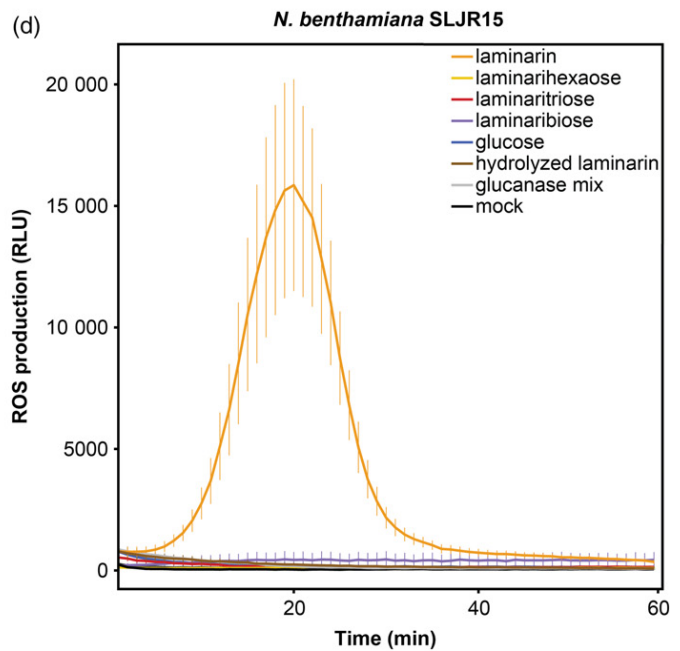 (d)
N. benthamiana SLJR15
laminarin
laminarihexaose
laminaritriose
laminaribiose
glucose
hydrolyzed laminarin
glucanase mix
mock
20 000
15 000
10 000
5000
0
ROS production (RLU)
20
40
60
Time (min)